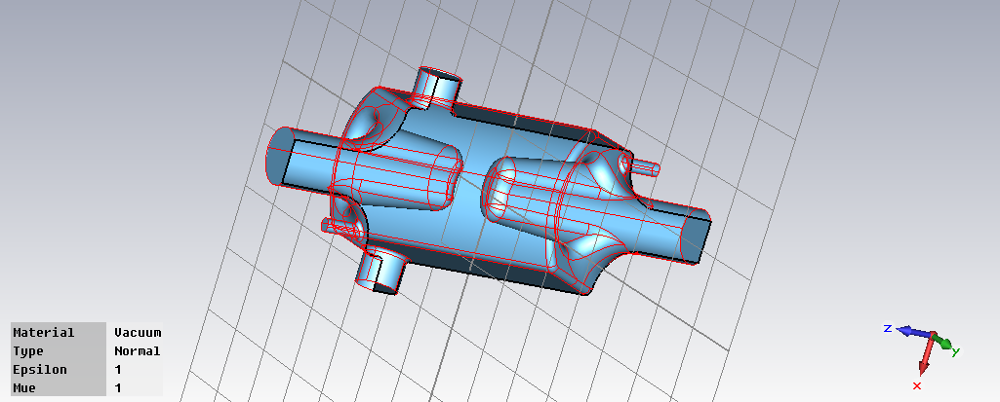 Material Vacuum
Type Normal
Epsilon 1
Mue 1
z
y
x